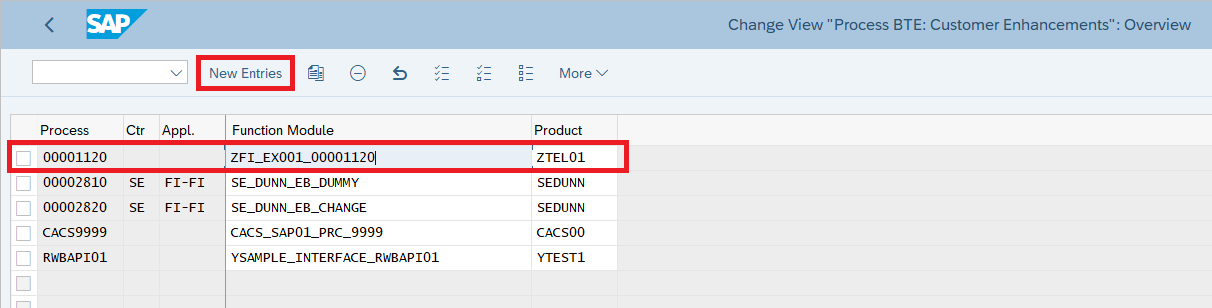 SAP
Change View "Process BTE: Customer Enhancements": Overview
New Entries More
Process Ctr Appl. Function Module Product
00001120 ZFI_EX001_00001120 ZTEL01
00002810 SE FI-FI SE_DUNN_EB_DUMMY SEDUNN
00002820 SE FI-FI SE_DUNN_EB_CHANGE SEDUNN
CACS9999 CACS_SAP01_PRC_9999 CACS00
RWBAPI01 YSAMPLE_INTERFACE_RWBAPI01 YTEST1